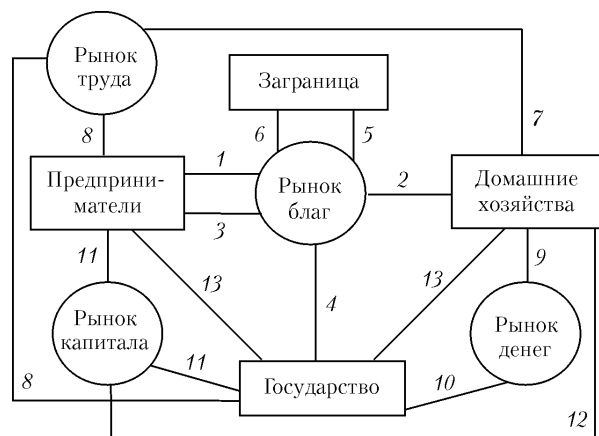 Рынок
труда
Заграница
8
6
5
7
1
Предприни-
матели
Рынок
благ
2
Домашние
хозяйства
3
11
13
4
13
9
Рынок
капитала
Рынок
денег
11
8
Государство
10
12